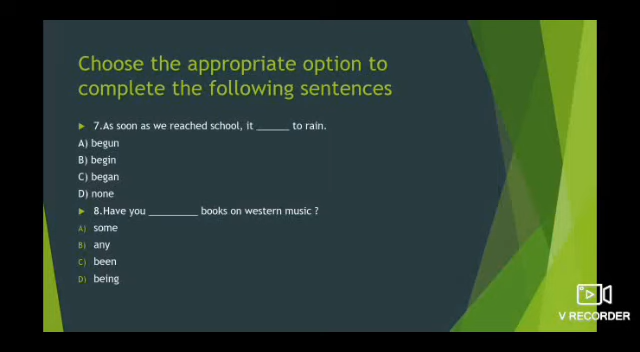 Choose the appropriate option to
complete the following sentences
7.As soon as we reached school, it ______ to rain.
A) begun
B) begin
C) began
D) none
8.Have you _________ books on western music ?
A) some
B) any
C) been
D) being
V RECORDER